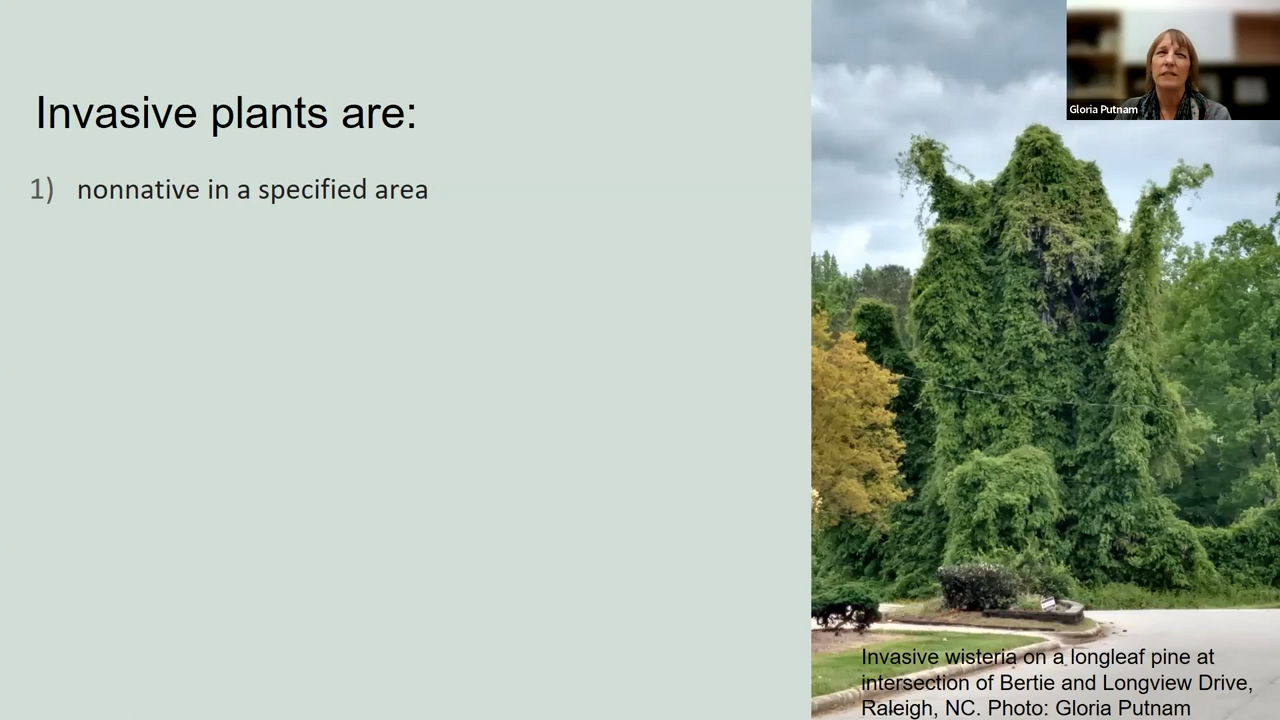 Invasive plants are:
1) nonnative in a specified area
Gloria Putnam
Invasive wisteria on a longleaf pine at
intersection of Bertie and Longview Drive,
Raleigh, NC. Photo: Gloria Putnam